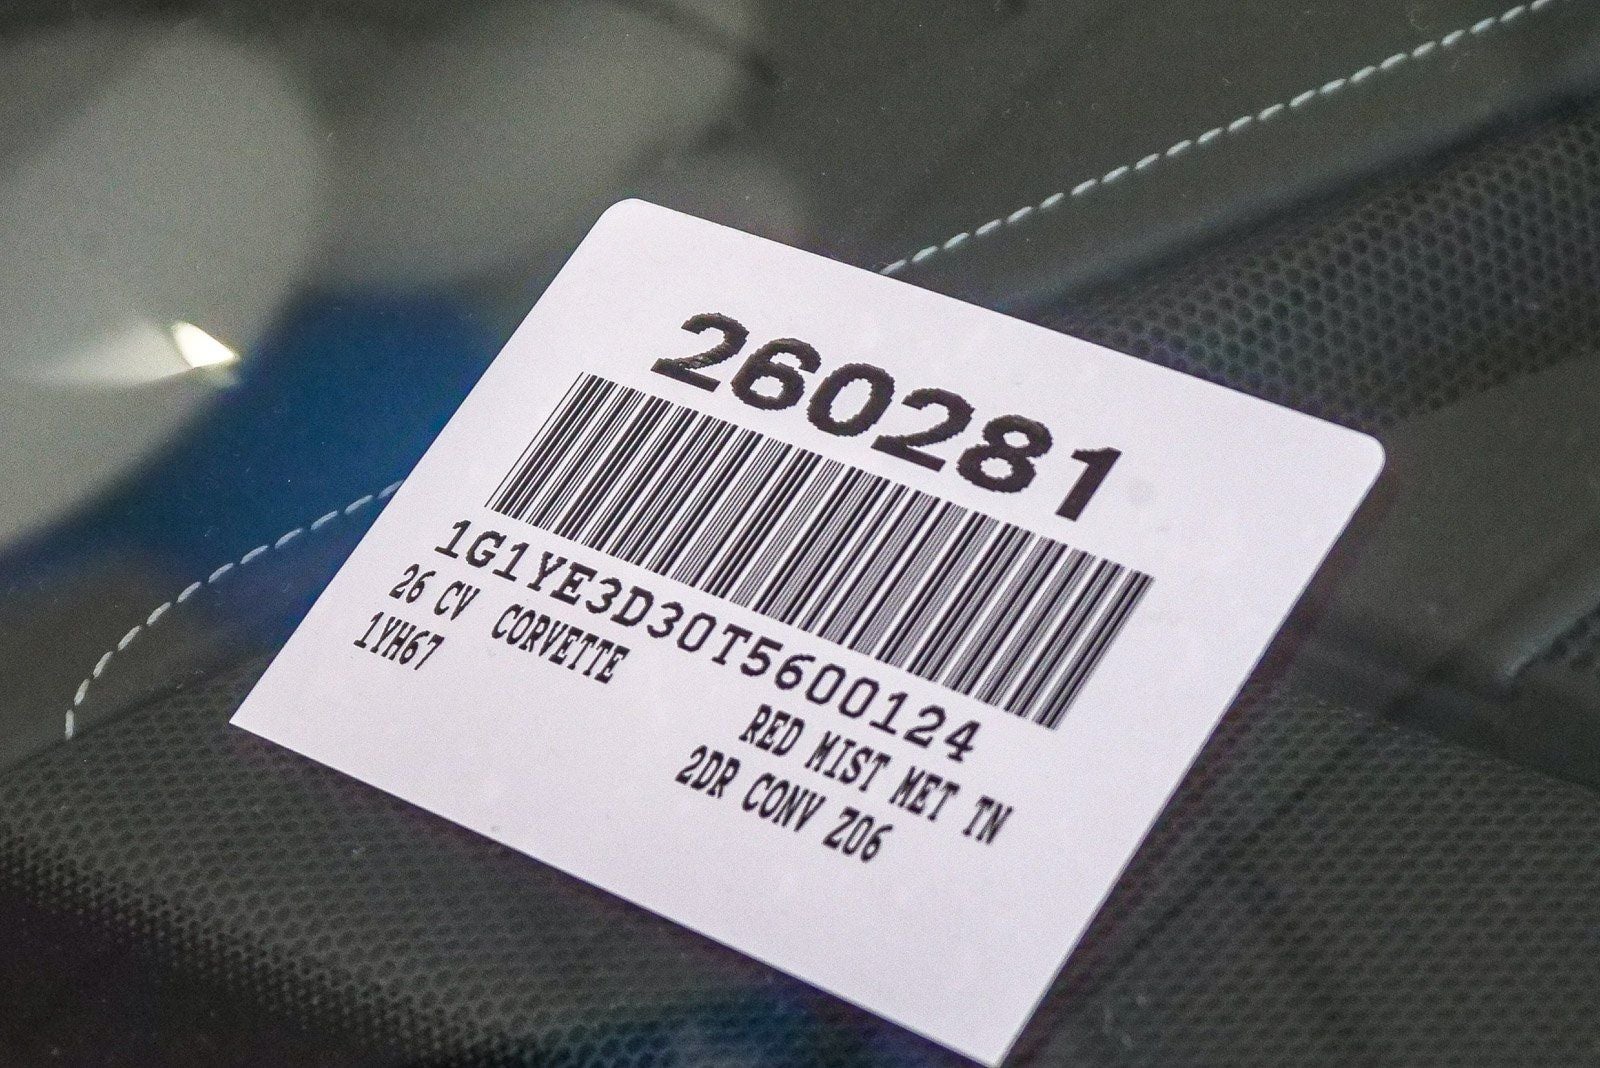 260281
1G1YE3D30T5600124
26 CV CORVETTE
1YH67
RED MIST MET TN
2DR CONV Z06